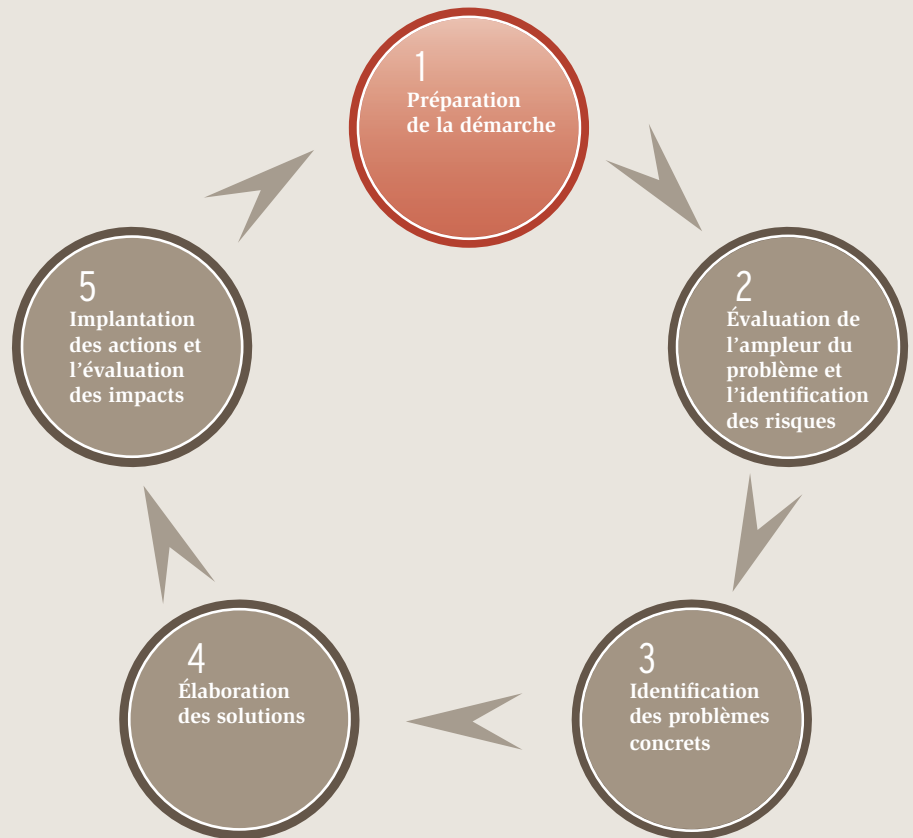 1
Préparation
de la démarche
2
Évaluation de
l’ampleur du
problème et
l’identification
des risques
3
Identification
des problèmes
concrets
4
Élaboration
des solutions
5
Implantation
des actions et
l’évaluation
des impacts